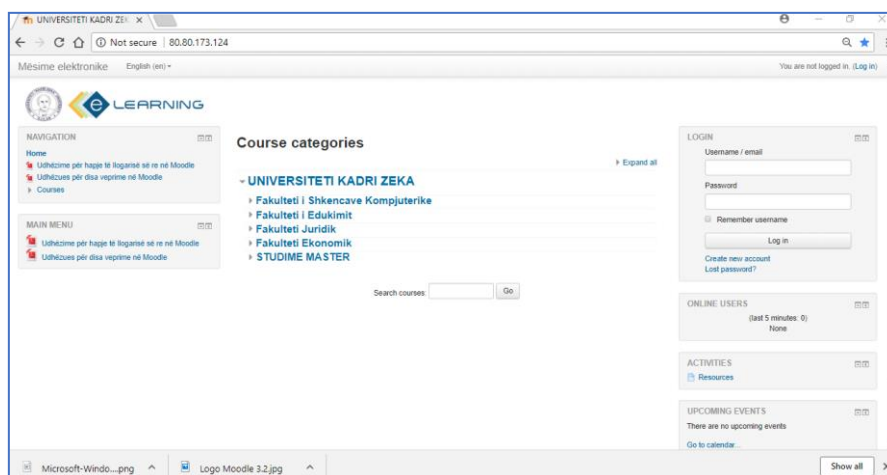 UNIVERSITETI KADRI ZEK
Not secure | 80.80.173.124
Mësime elektronike English (en)
You are not logged in. (Log in)
e LEARNING
NAVIGATION
Home
Udhëzime për hapje të llogarisë së re në Moodle
Udhëzues për disa veprime në Moodle
Courses
MAIN MENU
Udhëzime për hapje të llogarisë së re në Moodle
Udhëzues për disa veprime në Moodle
Course categories
Expand all
UNIVERSITETI KADRI ZEKA
Fakulteti i Shkencave Kompjuterike
Fakulteti i Edukimit
Fakulteti Juridik
Fakulteti Ekonomik
STUDIME MASTER
Search courses: Go
LOGIN
Username / email
Password
Remember username
Log in
Create new account
Lost password?
ONLINE USERS
(last 5 minutes: 0)
None
ACTIVITIES
Resources
UPCOMING EVENTS
There are no upcoming events
Go to calendar...
Microsoft-Windo....png
Logo Moodle 3.2.jpg
Show all